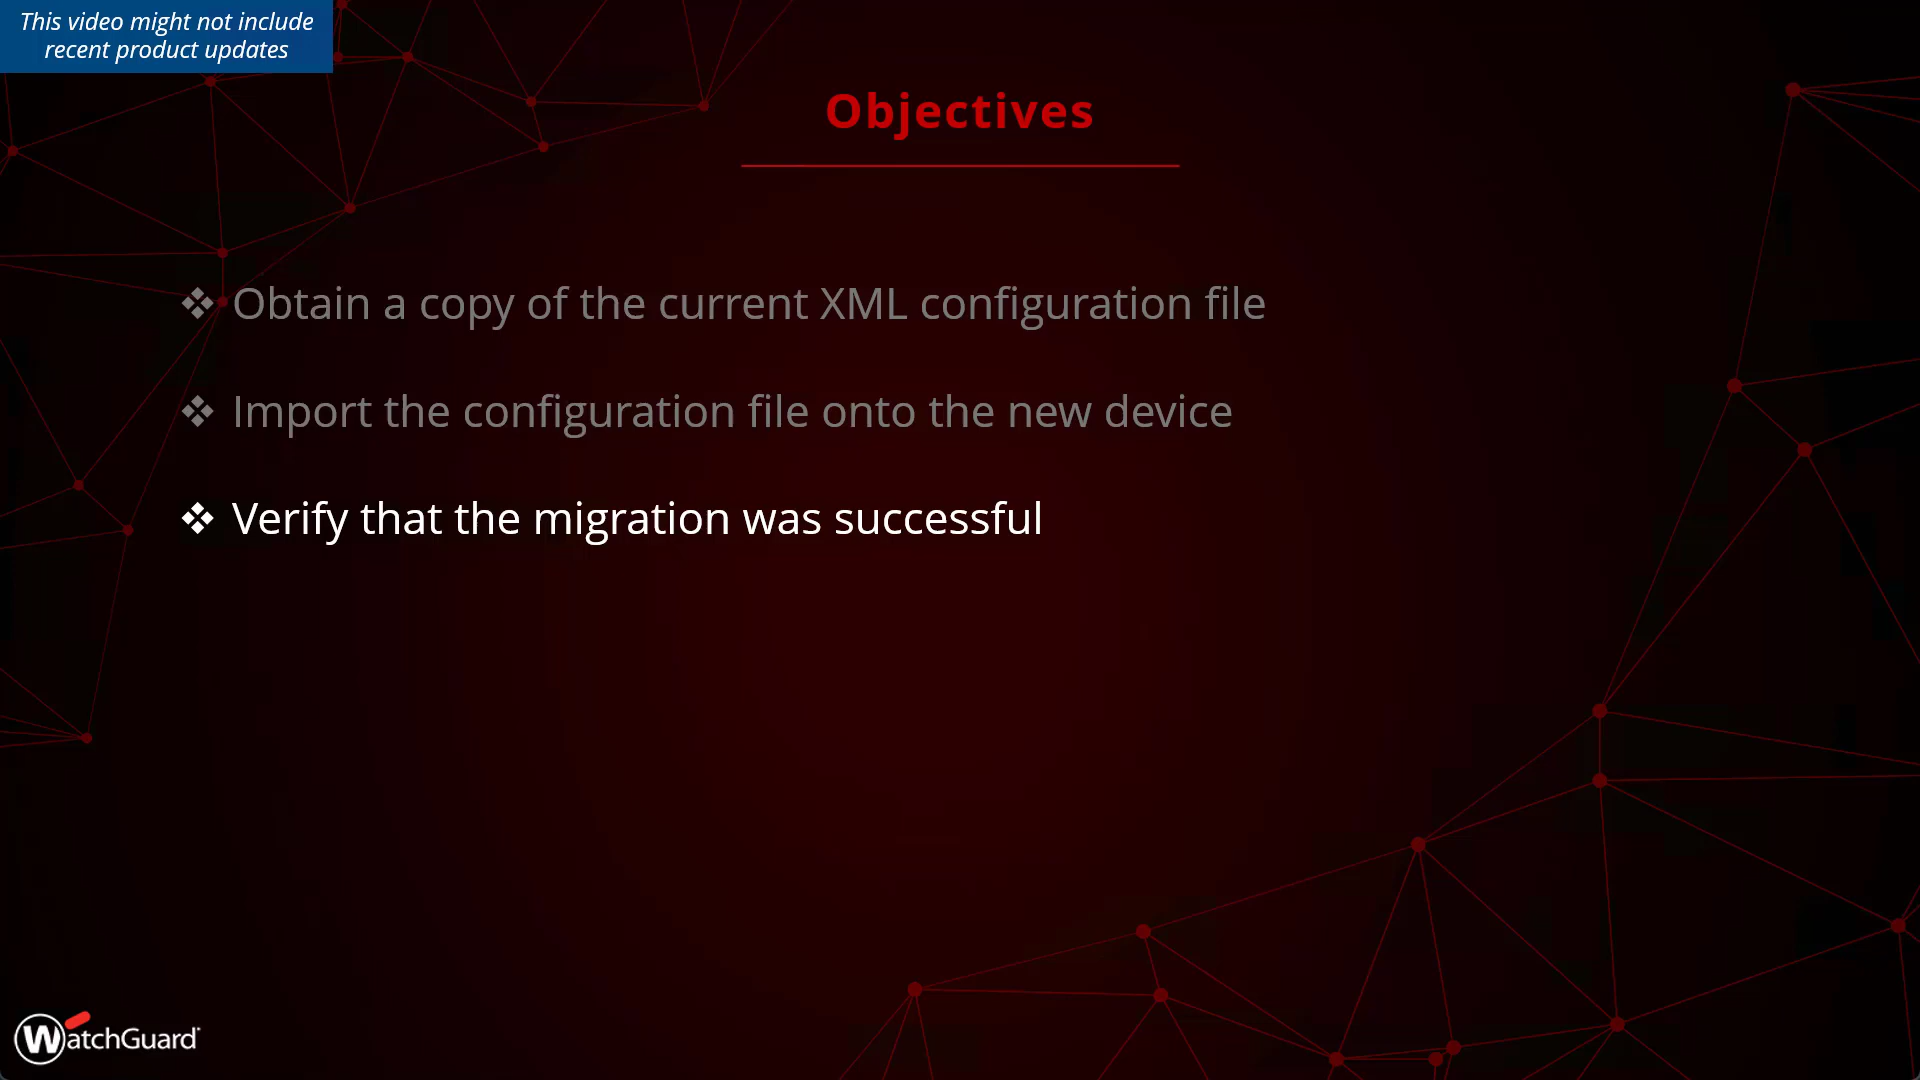 This video might not include
recent product updates
Objectives
❖ Obtain a copy of the current XML configuration file
❖ Import the configuration file onto the new device
❖ Verify that the migration was successful
WatchGuard